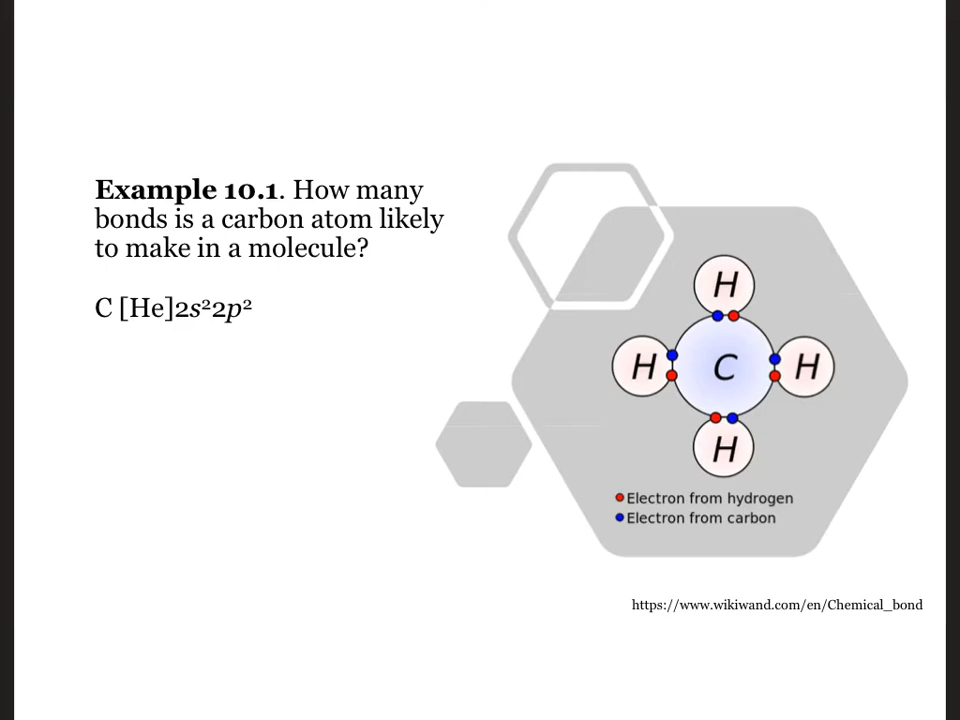 Example 10.1. How many
bonds is a carbon atom likely
to make in a molecule?
C [He]2s²2p²
H
H C H
H
Electron from hydrogen
Electron from carbon
https://www.wikiwand.com/en/Chemical_bond